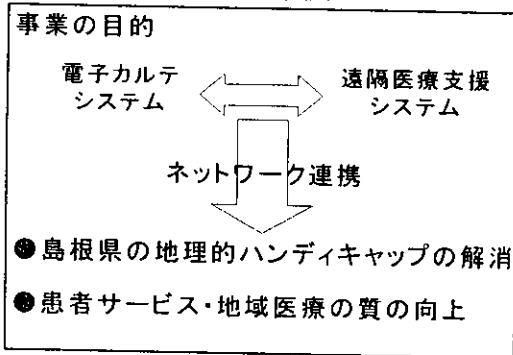 事業の目的
電子カルテ
システム
遠隔医療支援
システム
ネットワーク連携
●島根県の地理的ハンディキャップの解消
●患者サービス・地域医療の質の向上